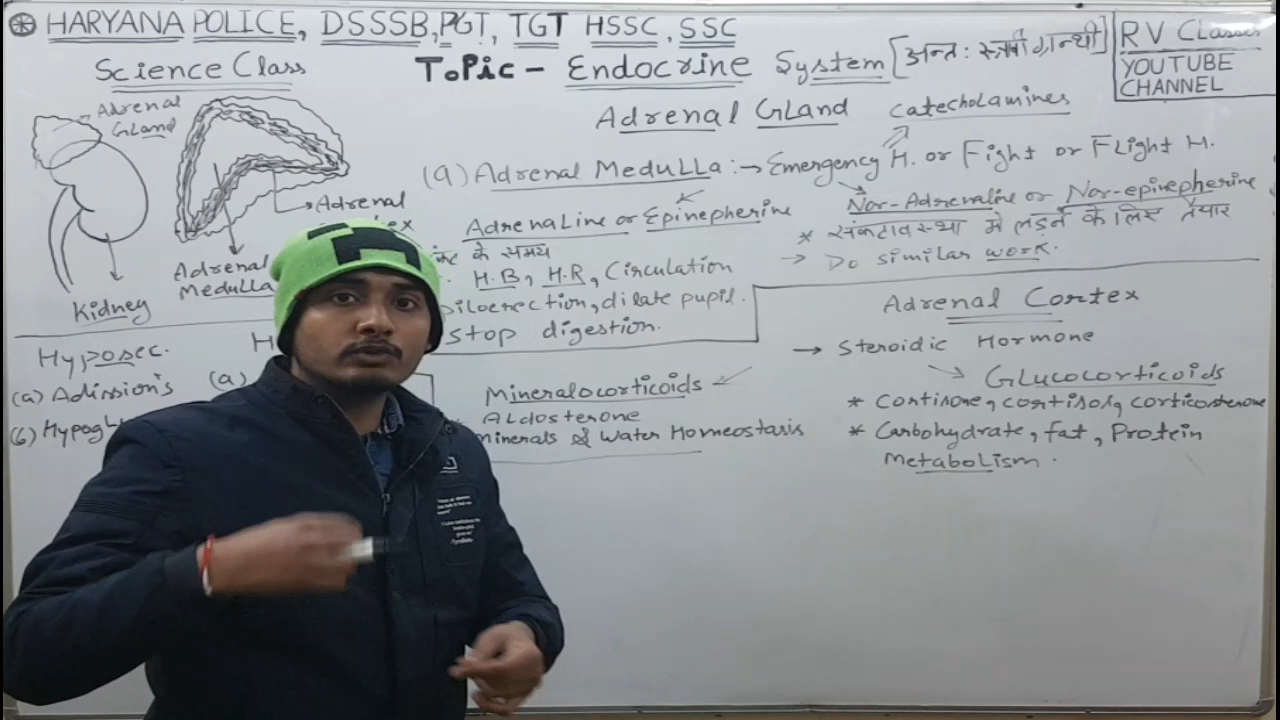 ⊛ HARYANA POLICE, DSSSB, PGT, TGT HSSC, SSC
RV Classes
YOUTUBE
CHANNEL
Science Class
Topic - Endocrine System [अन्तः स्त्रावी ग्रन्थी]
Adrenal
Gland
Adrenal Gland
catecholamines
(a) Adrenal Medulla :→ Emergency H. or Fight or Flight H.
→ Adrenal
Adrenal
Medulla
Kidney
Adrenaline or Epinepherine
के समय
H.B, H.R, Circulation
dilate pupil.
stop digestion.
Nor-Adrenaline or Nor-epinepherine
* संकटावस्था मे लड़ने के लिए तैयार
→ Do similar work.
Adrenal Cortex
→ Steroidic Hormone
Hyposec.
(a) Adission's
(b)
(a)
Mineralocorticoids
Aldosterone
Minerals & Water Homeostasis
Glucocorticoids
* Cortisone, cortisol, corticosterone
* Carbohydrate, fat, Protein
Metabolism.